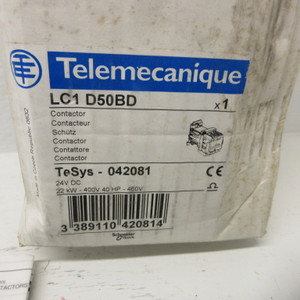 Telemecanique
LC1 D50BD
x1
Contactor
Contacteur
Schütz
Contactor
Contattore
Contactor
TeSys - 042081
24V DC
22 kW - 400V 40 HP - 460V
3 389110 420814
Schneider